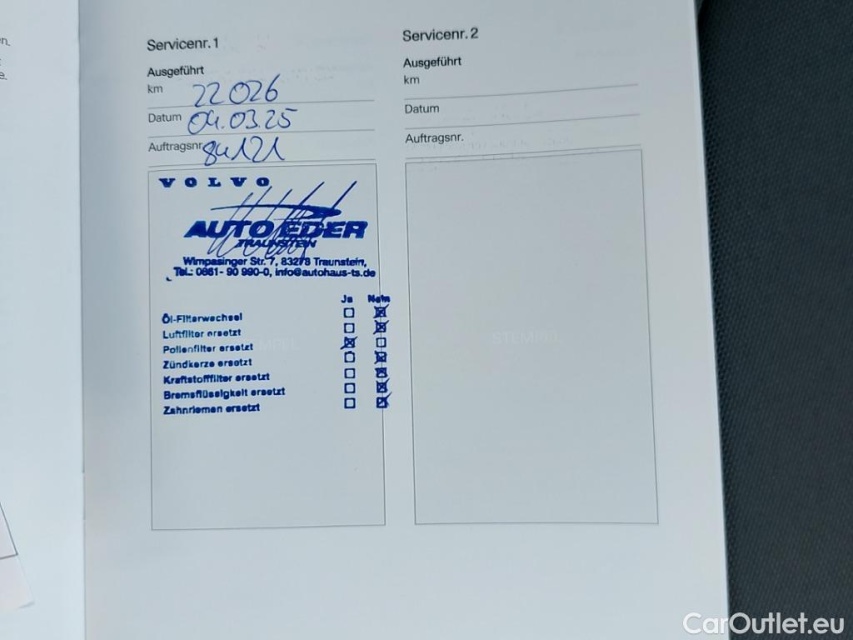 Servicenr. 1
Ausgeführt
km 22026
Datum 04.03.25
Auftragsnr. 84121
VOLVO
AUTO EDER
TRAUNSTEIN
Wimpasinger Str. 7, 83278 Traunstein,
Tel.: 0861- 90 990-0, info@autohaus-ts.de
Ja Nein
Öl-Filterwechsel
Luftfilter ersetzt
Pollenfilter ersetzt
Zündkerze ersetzt
Kraftstofffilter ersetzt
Bremsflüssigkeit ersetzt
Zahnriemen ersetzt
Servicenr. 2
Ausgeführt
km
Datum
Auftragsnr.
STEMPEL
CarOutlet.eu